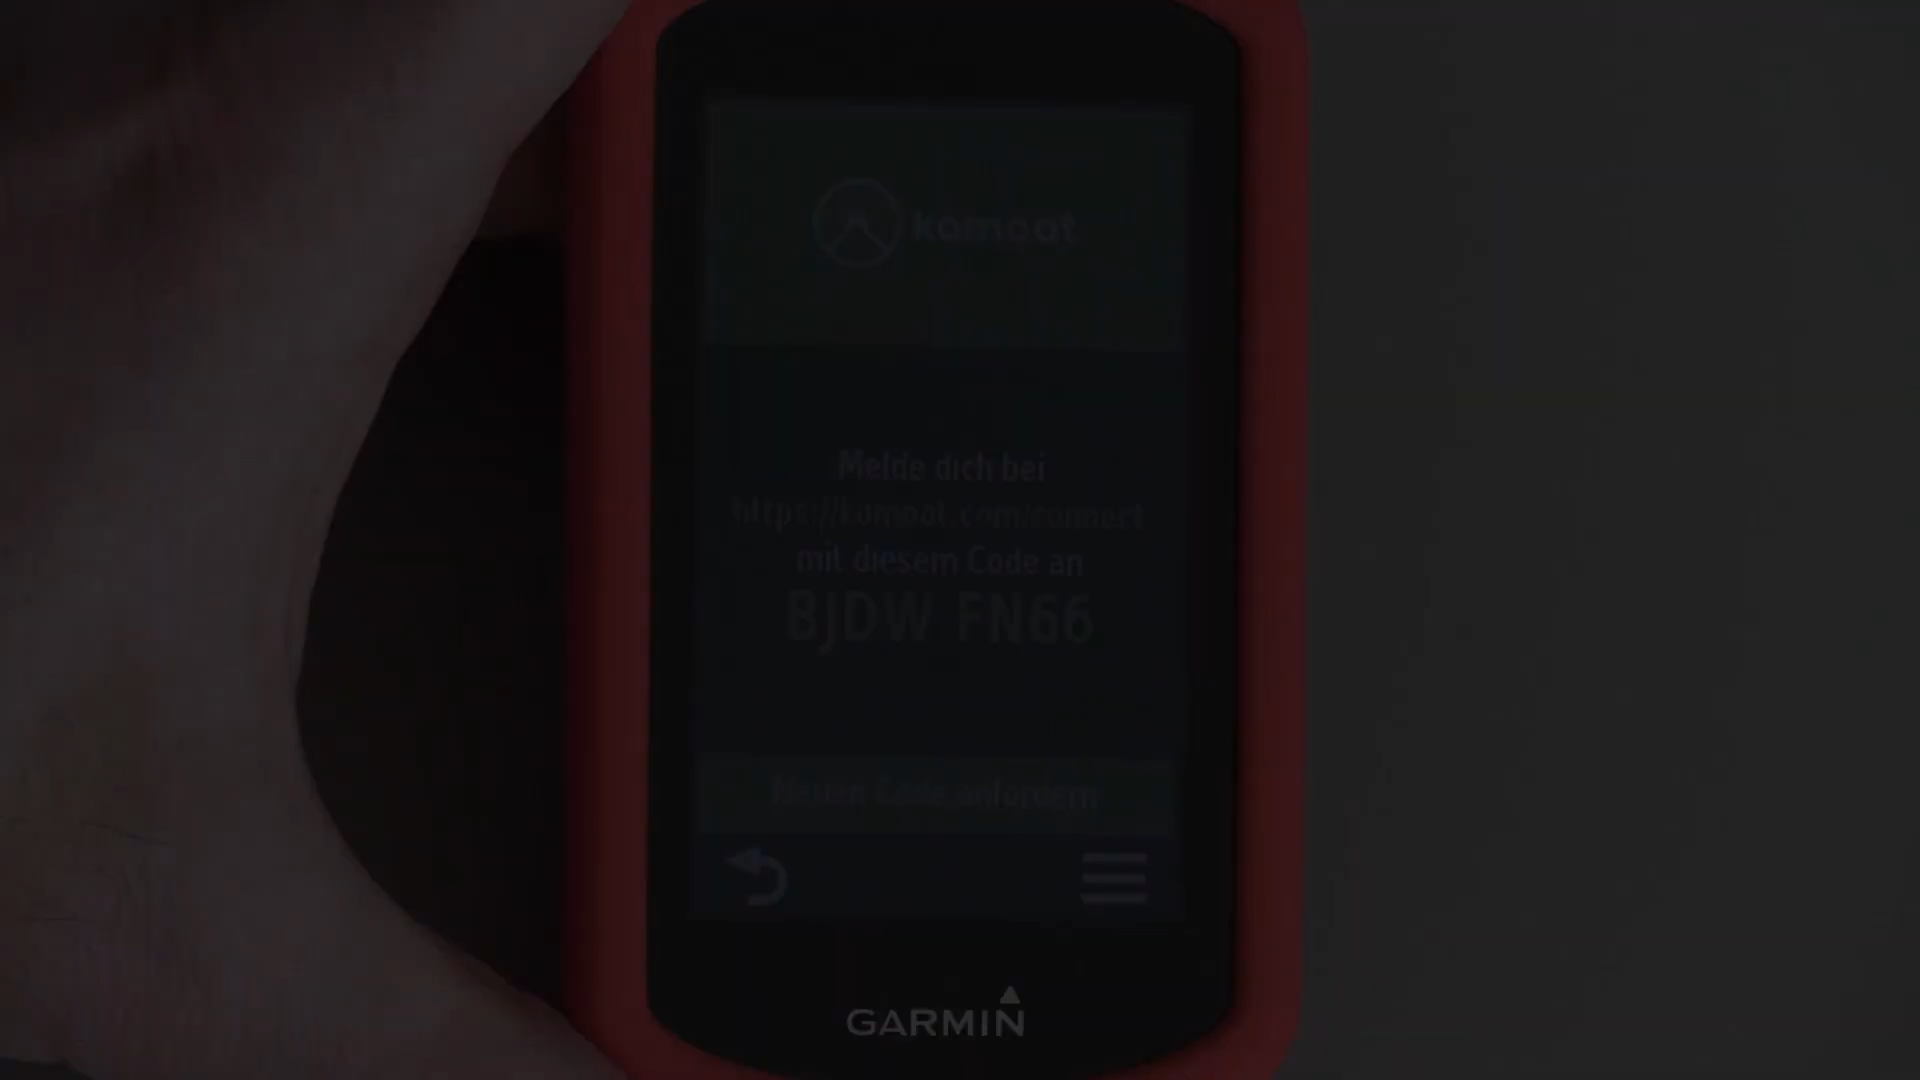 komoot
Melde dich bei
https://komoot.com/connect
mit diesem Code an
BJDW FN66
Neuen Code anfordern
GARMIN